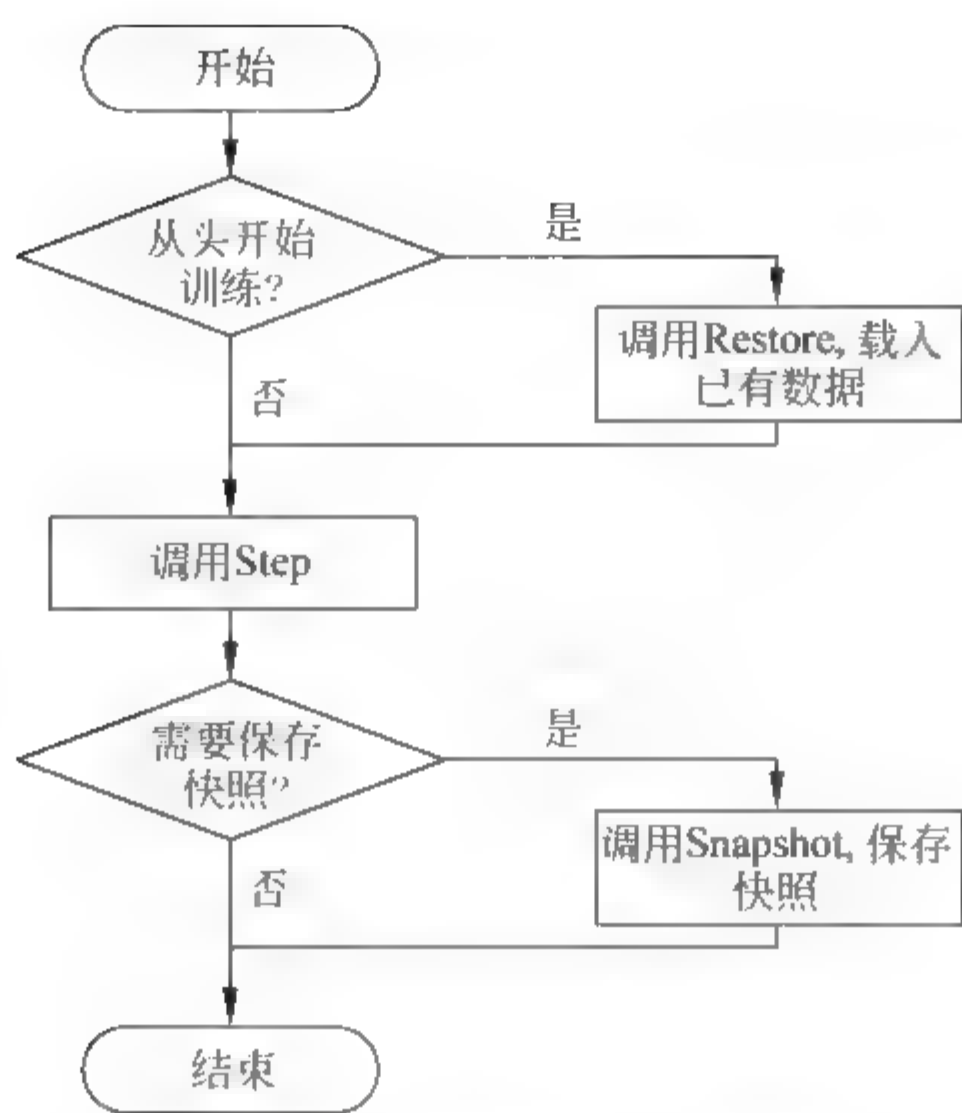 开始
从头开始
训练?
是
调用Restore, 载入
已有数据
否
调用Step
需要保存
快照?
是
调用Snapshot, 保存
快照
否
结束